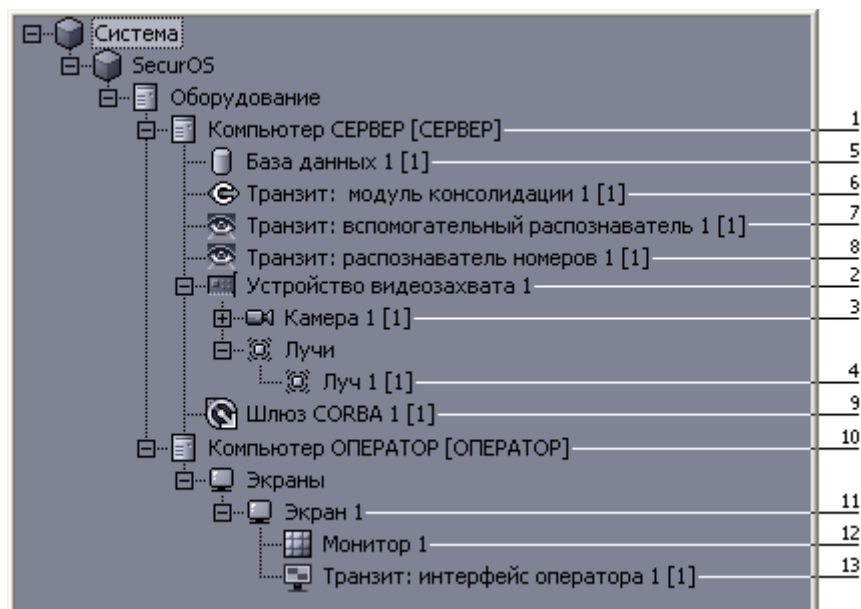 Система
SecurOS
Оборудование
Компьютер СЕРВЕР [СЕРВЕР] 1
База данных 1 [1] 5
Транзит: модуль консолидации 1 [1] 6
Транзит: вспомогательный распознаватель 1 [1] 7
Транзит: распознаватель номеров 1 [1] 8
Устройство видеозахвата 1 2
Камера 1 [1] 3
Лучи
Луч 1 [1] 4
Шлюз CORBA 1 [1] 9
Компьютер ОПЕРАТОР [ОПЕРАТОР] 10
Экраны
Экран 1 11
Монитор 1 12
Транзит: интерфейс оператора 1 [1] 13